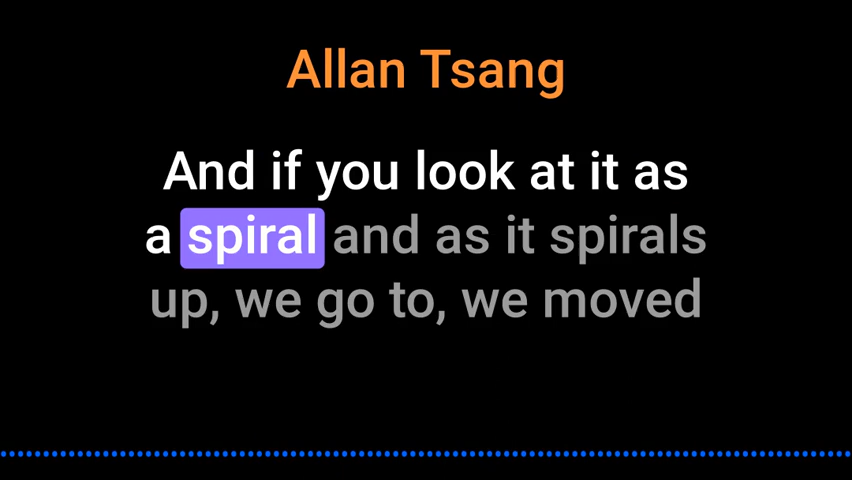 Allan Tsang
And if you look at it as
a spiral and as it spirals
up, we go to, we moved